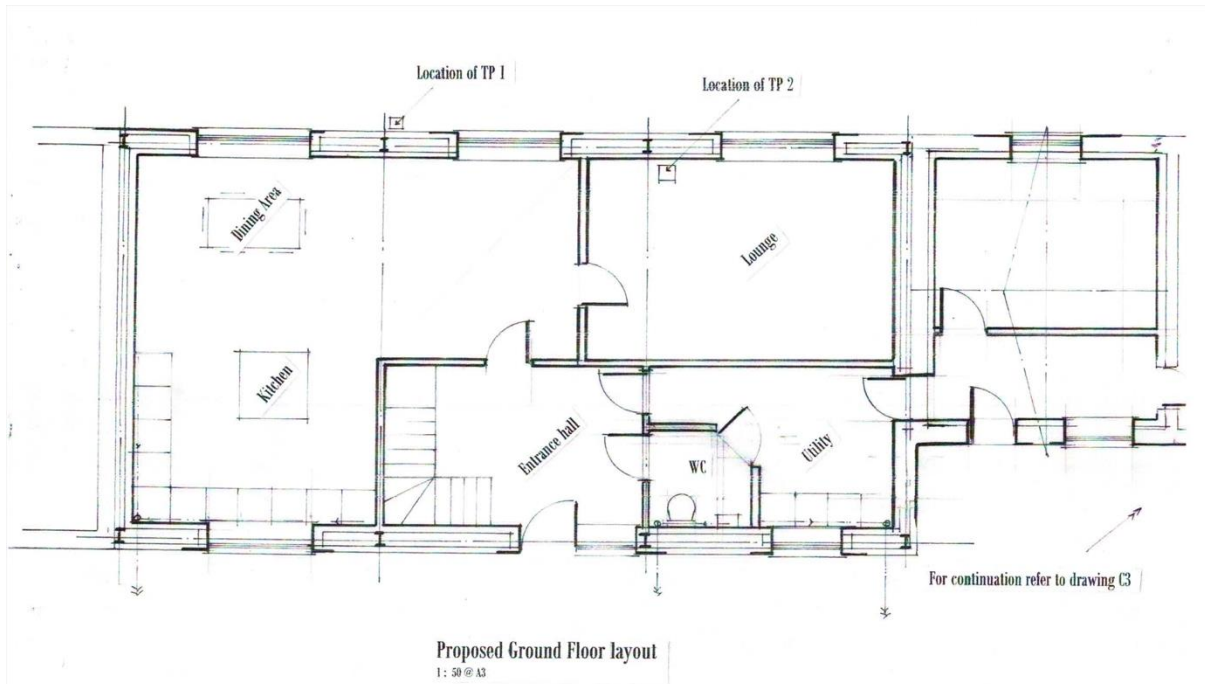 Location of TP 1
Location of TP 2
Dining Area
Lounge
Kitchen
Entrance hall
WC
Utility
For continuation refer to drawing C3
Proposed Ground Floor layout
1 : 50 @ A3